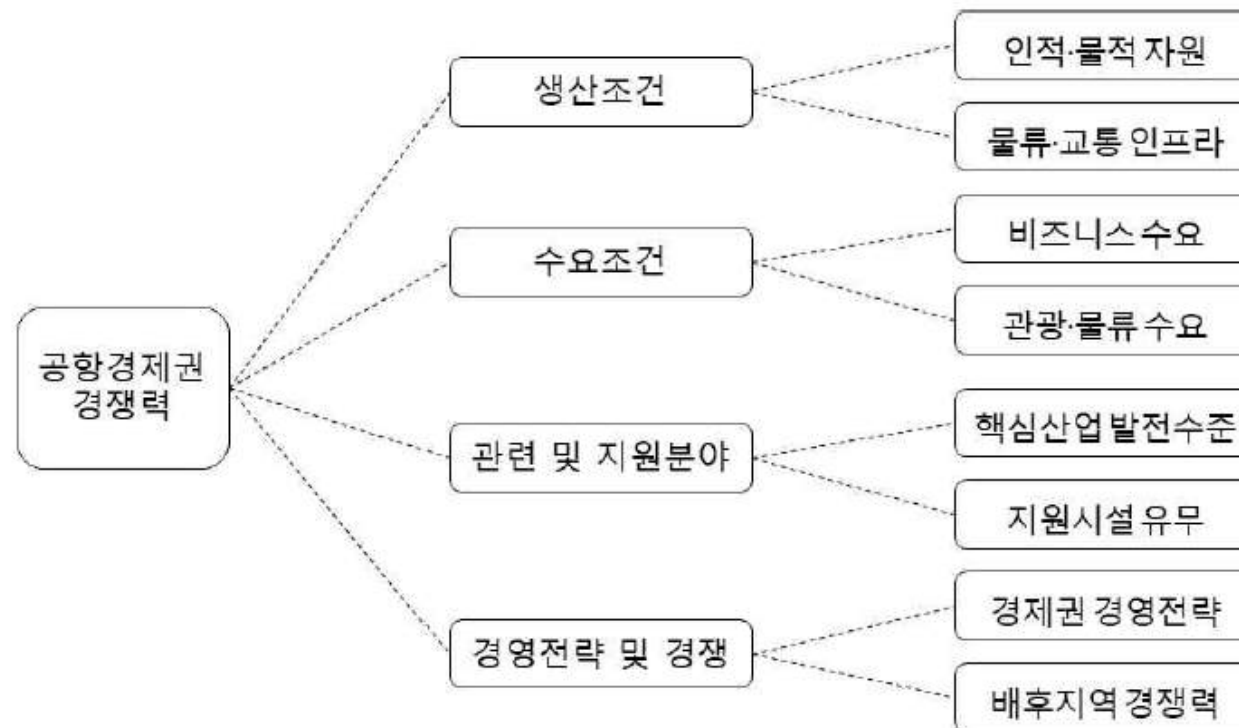 인적·물적 자원
생산조건
물류·교통 인프라
비즈니스 수요
수요조건
관광·물류 수요
공항경제권
경쟁력
핵심산업 발전수준
관련 및 지원분야
지원시설 유무
경제권 경영전략
경영전략 및 경쟁
배후지역 경쟁력